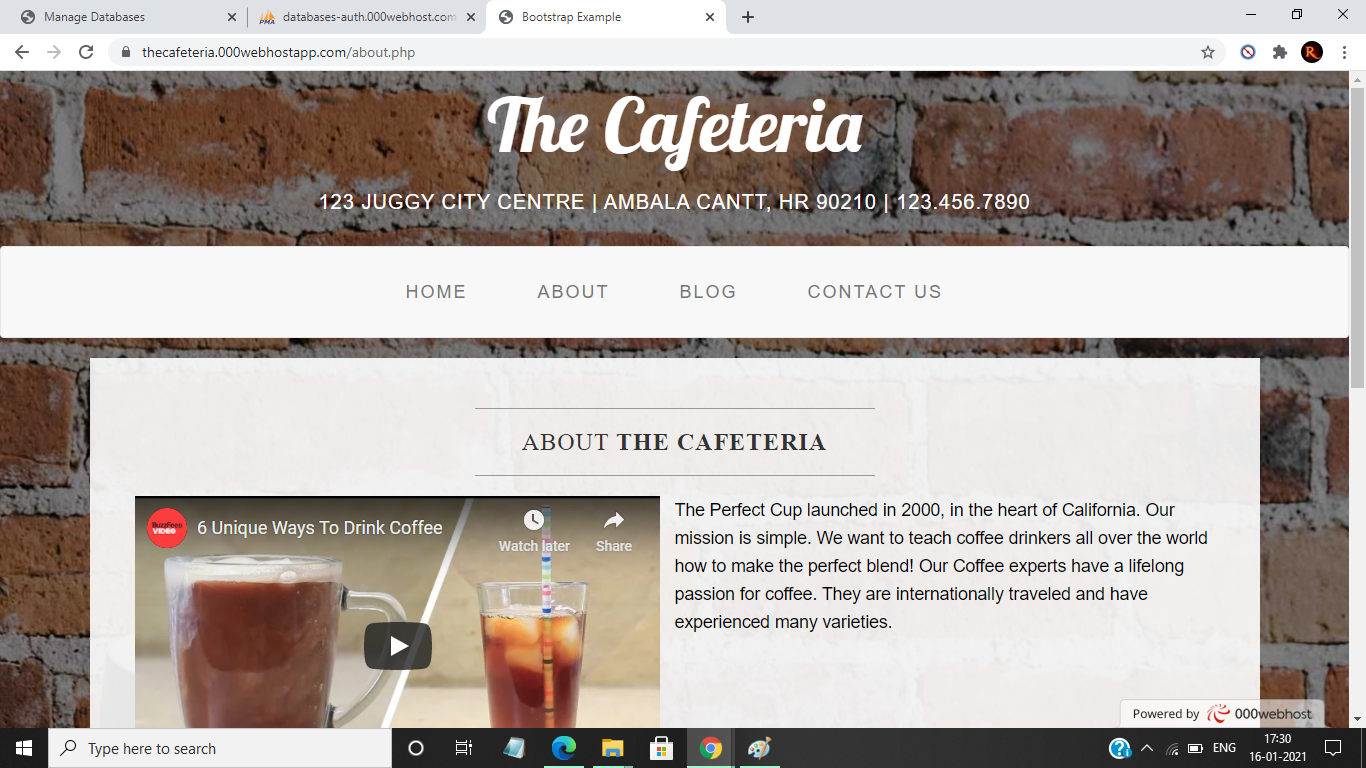 Manage Databases
databases-auth.000webhost.com
Bootstrap Example
thecafeteria.000webhostapp.com/about.php
The Cafeteria
123 JUGGY CITY CENTRE | AMBALA CANTT, HR 90210 | 123.456.7890
HOME ABOUT BLOG CONTACT US
ABOUT THE CAFETERIA
BuzzFeed VIDEO
6 Unique Ways To Drink Coffee
Watch later Share
The Perfect Cup launched in 2000, in the heart of California. Our
mission is simple. We want to teach coffee drinkers all over the world
how to make the perfect blend! Our Coffee experts have a lifelong
passion for coffee. They are internationally traveled and have
experienced many varieties.
Powered by 000webhost
Type here to search
ENG
17:30
16-01-2021